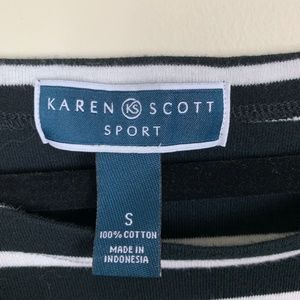 KAREN KS SCOTT
SPORT
S
100% COTTON
MADE IN
INDONESIA